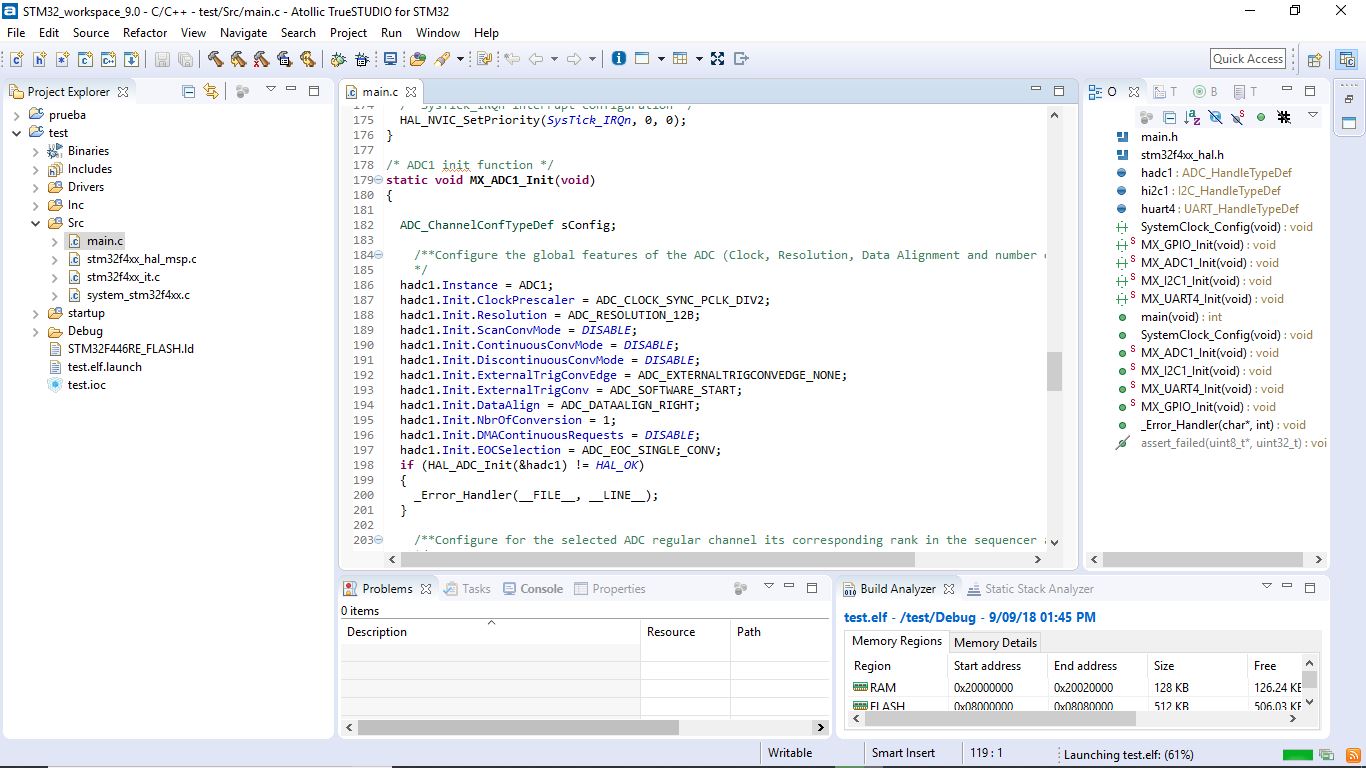 STM32_workspace_9.0 - C/C++ - test/Src/main.c - Atollic TrueSTUDIO for STM32
File Edit Source Refactor View Navigate Search Project Run Window Help
Quick Access
Project Explorer
prueba
test
Binaries
Includes
Drivers
Inc
Src
main.c
stm32f4xx_hal_msp.c
stm32f4xx_it.c
system_stm32f4xx.c
startup
Debug
STM32F446RE_FLASH.ld
test.elf.launch
test.ioc
main.c
174 /* SysTick_IRQn interrupt configuration */
175 HAL_NVIC_SetPriority(SysTick_IRQn, 0, 0);
176 }
177
178 /* ADC1 init function */
179 static void MX_ADC1_Init(void)
180 {
181
182 ADC_ChannelConfTypeDef sConfig;
183
184 /**Configure the global features of the ADC (Clock, Resolution, Data Alignment and number
185 */
186 hadc1.Instance = ADC1;
187 hadc1.Init.ClockPrescaler = ADC_CLOCK_SYNC_PCLK_DIV2;
188 hadc1.Init.Resolution = ADC_RESOLUTION_12B;
189 hadc1.Init.ScanConvMode = DISABLE;
190 hadc1.Init.ContinuousConvMode = DISABLE;
191 hadc1.Init.DiscontinuousConvMode = DISABLE;
192 hadc1.Init.ExternalTrigConvEdge = ADC_EXTERNALTRIGCONVEDGE_NONE;
193 hadc1.Init.ExternalTrigConv = ADC_SOFTWARE_START;
194 hadc1.Init.DataAlign = ADC_DATAALIGN_RIGHT;
195 hadc1.Init.NbrOfConversion = 1;
196 hadc1.Init.DMAContinuousRequests = DISABLE;
197 hadc1.Init.EOCSelection = ADC_EOC_SINGLE_CONV;
198 if (HAL_ADC_Init(&hadc1) != HAL_OK)
199 {
200 _Error_Handler(__FILE__, __LINE__);
201 }
202
203 /**Configure for the selected ADC regular channel its corresponding rank in the sequencer
O T B T
main.h
stm32f4xx_hal.h
hadc1 : ADC_HandleTypeDef
hi2c1 : I2C_HandleTypeDef
huart4 : UART_HandleTypeDef
SystemClock_Config(void) : void
S MX_GPIO_Init(void) : void
S MX_ADC1_Init(void) : void
S MX_I2C1_Init(void) : void
S MX_UART4_Init(void) : void
main(void) : int
SystemClock_Config(void) : void
S MX_ADC1_Init(void) : void
S MX_I2C1_Init(void) : void
S MX_UART4_Init(void) : void
S MX_GPIO_Init(void) : void
_Error_Handler(char*, int) : void
assert_failed(uint8_t*, uint32_t) : voi
Problems Tasks Console Properties
0 items
Description Resource Path
Build Analyzer Static Stack Analyzer
test.elf - /test/Debug - 9/09/18 01:45 PM
Memory Regions Memory Details
Region Start address End address Size Free
RAM 0x20000000 0x20020000 128 KB 126.24 KB
FLASH 0x08000000 0x08080000 512 KB 506.03 KB
Writable Smart Insert 119 : 1 Launching test.elf: (61%)